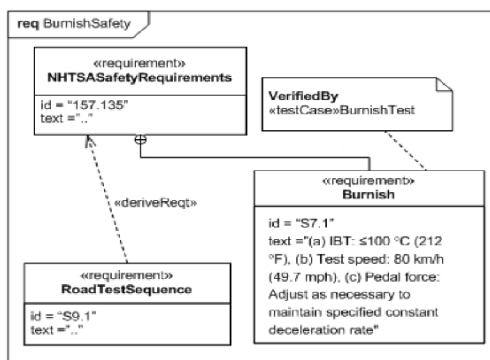 req BurnishSafety
«requirement»
NHTSASafetyRequirements
id = "157.135"
text =".."
VerifiedBy
«testCase»BurnishTest
«deriveReqt»
«requirement»
Burnish
id = "S7.1"
text ="(a) IBT: ≤100 °C (212
°F), (b) Test speed: 80 km/h
(49.7 mph), (c) Pedal force:
Adjust as necessary to
maintain specified constant
deceleration rate"
«requirement»
RoadTestSequence
id = "S9.1"
text =".."